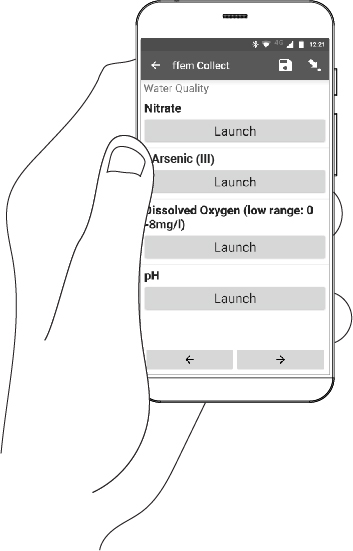 4G 12:21
← ffem Collect
Water Quality
Nitrate
Launch
Arsenic (III)
Launch
Dissolved Oxygen (low range: 0
-8mg/l)
Launch
pH
Launch
← →